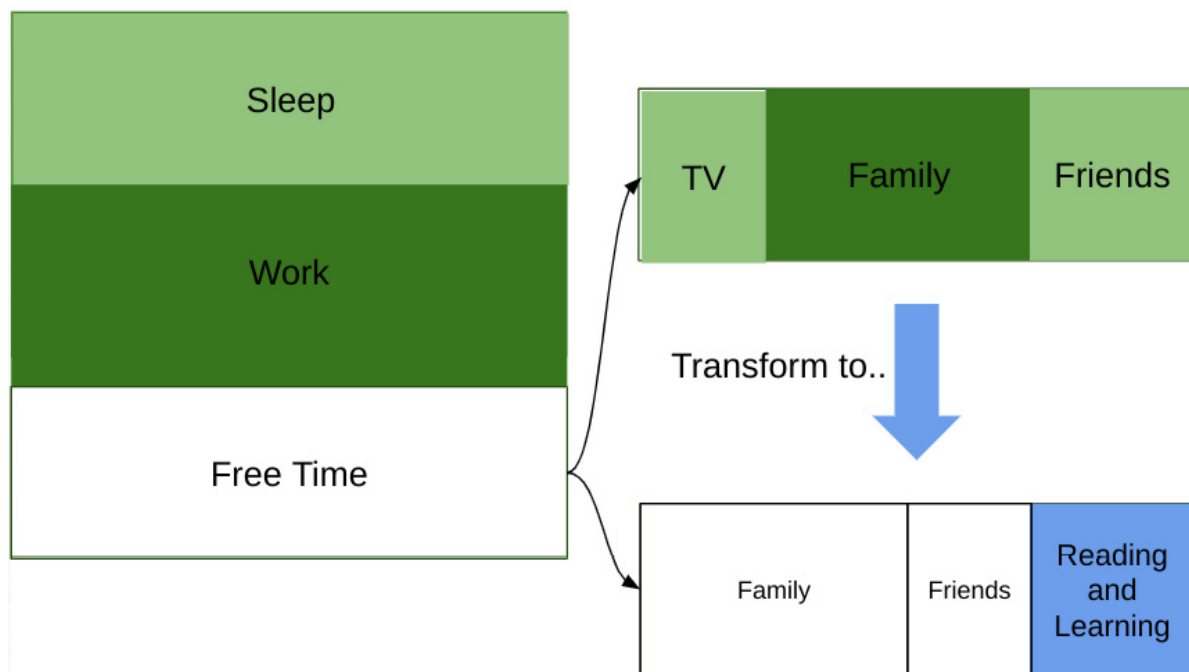 Sleep
Work
Free Time
TV
Family
Friends
Transform to..
Family
Friends
Reading
and
Learning